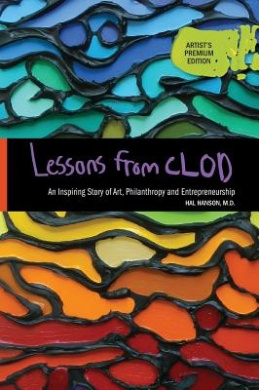 ARTIST'S
PREMIUM
EDITION
Lessons from CLOD
An Inspiring Story of Art, Philanthropy and Entrepreneurship
HAL HANSON, M.D.